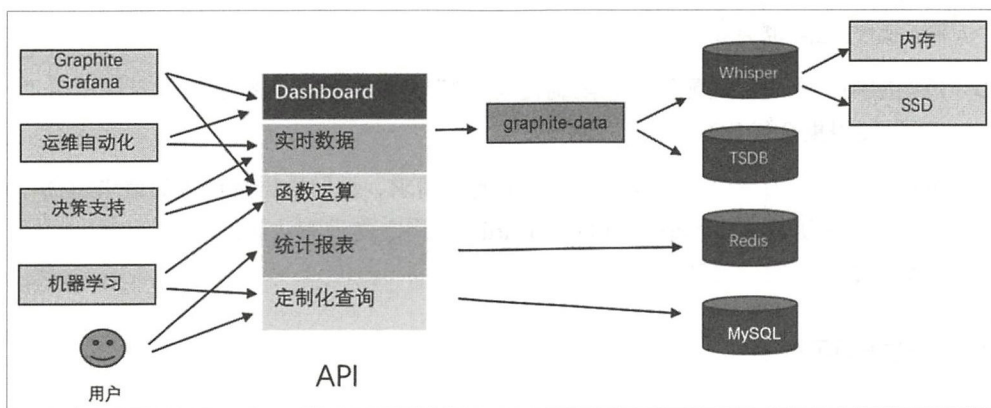 Graphite
Grafana
运维自动化
决策支持
机器学习
用户
Dashboard
实时数据
函数运算
统计报表
定制化查询
API
graphite-data
Whisper
TSDB
Redis
MySQL
内存
SSD